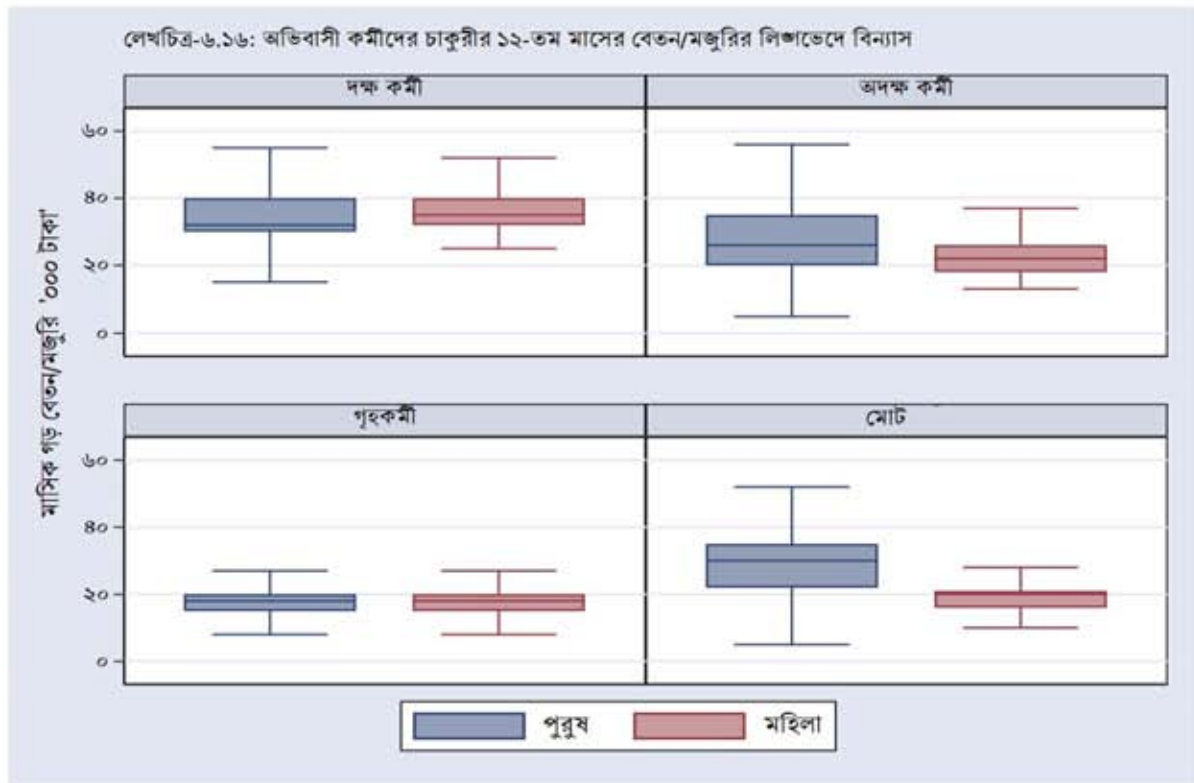 লেখচিত্র-৬.১৬: অভিবাসী কর্মীদের চাকুরীর ১২-তম মাসের বেতন/মজুরির লিঙ্গভেদে বিন্যাস
মাসিক গড় বেতন/মজুরি '০০০ টাকা'
দক্ষ কর্মী
অদক্ষ কর্মী
৬০
৪০
২০
০
গৃহকর্মী
মোট
৬০
৪০
২০
০
পুরুষ
মহিলা